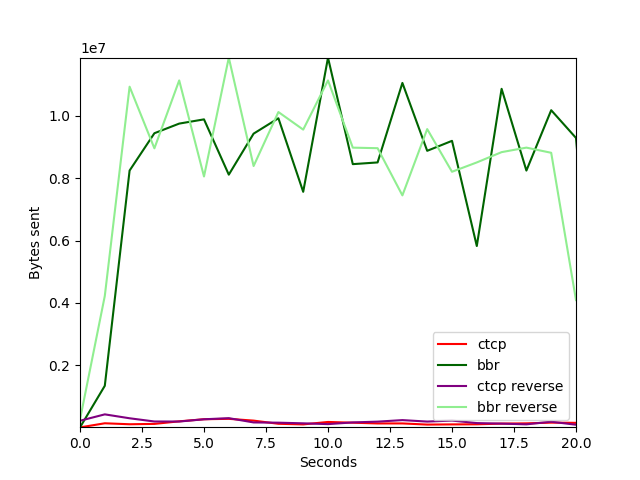 1e7
1.0
0.8
0.6
0.4
0.2
Bytes sent
ctcp
bbr
ctcp reverse
bbr reverse
0.0 2.5 5.0 7.5 10.0 12.5 15.0 17.5 20.0
Seconds